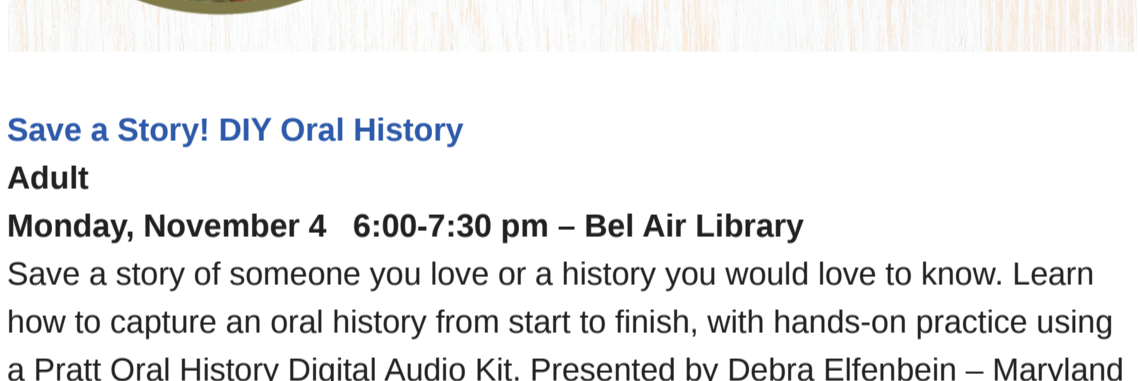 Save a Story! DIY Oral History
Adult
Monday, November 4   6:00-7:30 pm – Bel Air Library
Save a story of someone you love or a history you would love to know. Learn
how to capture an oral history from start to finish, with hands-on practice using
a Pratt Oral History Digital Audio Kit. Presented by Debra Elfenbein – Maryland